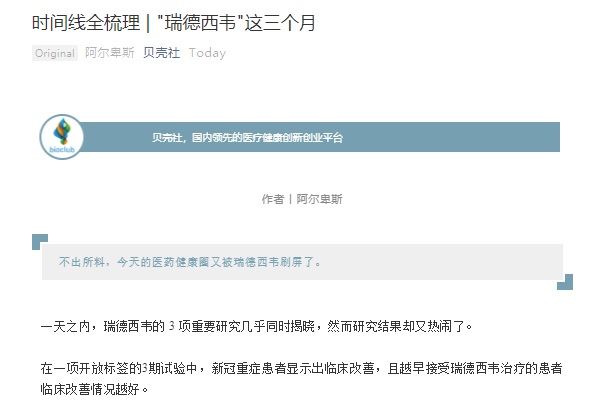 时间线全梳理 | "瑞德西韦"这三个月
Original 阿尔卑斯 贝壳社 Today
bioclub
贝壳社，国内领先的医疗健康创新创业平台
作者丨阿尔卑斯
不出所料，今天的医药健康圈又被瑞德西韦刷屏了。
一天之内，瑞德西韦的 3 项重要研究几乎同时揭晓，然而研究结果却又热闹了。
在一项开放标签的3期试验中，新冠重症患者显示出临床改善，且越早接受瑞德西韦治疗的患者
临床改善情况越好。